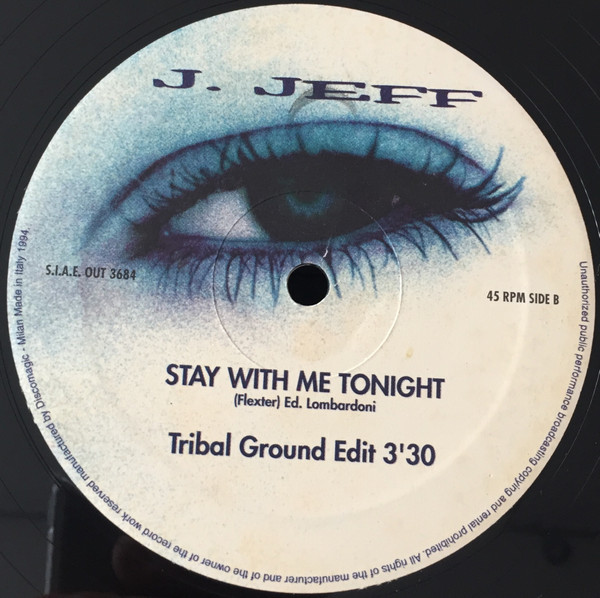 J. JEFF
S.I.A.E. OUT 3684
45 RPM SIDE B
STAY WITH ME TONIGHT
(Flexter) Ed. Lombardoni
Tribal Ground Edit 3'30
Unauthorized public performance broadcasting copying and rental prohibited. All rights of the manufacturer and of the owner of the record work reserved manufactured by Discomagic - Milan Made in Italy 1994.